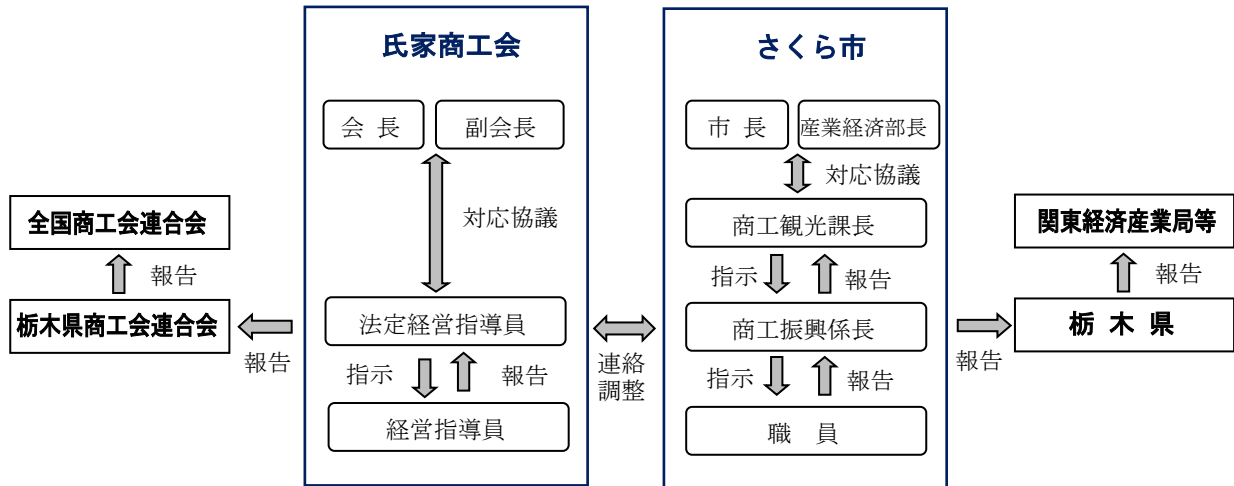 氏家商工会
さくら市
会 長
副会長
市 長
産業経済部長
対応協議
対応協議
全国商工会連合会
商工観光課長
関東経済産業局等
報告
指示
報告
報告
栃木県商工会連合会
法定経営指導員
商工振興係長
栃 木 県
報告
指示
報告
連絡
調整
指示
報告
報告
経営指導員
職 員